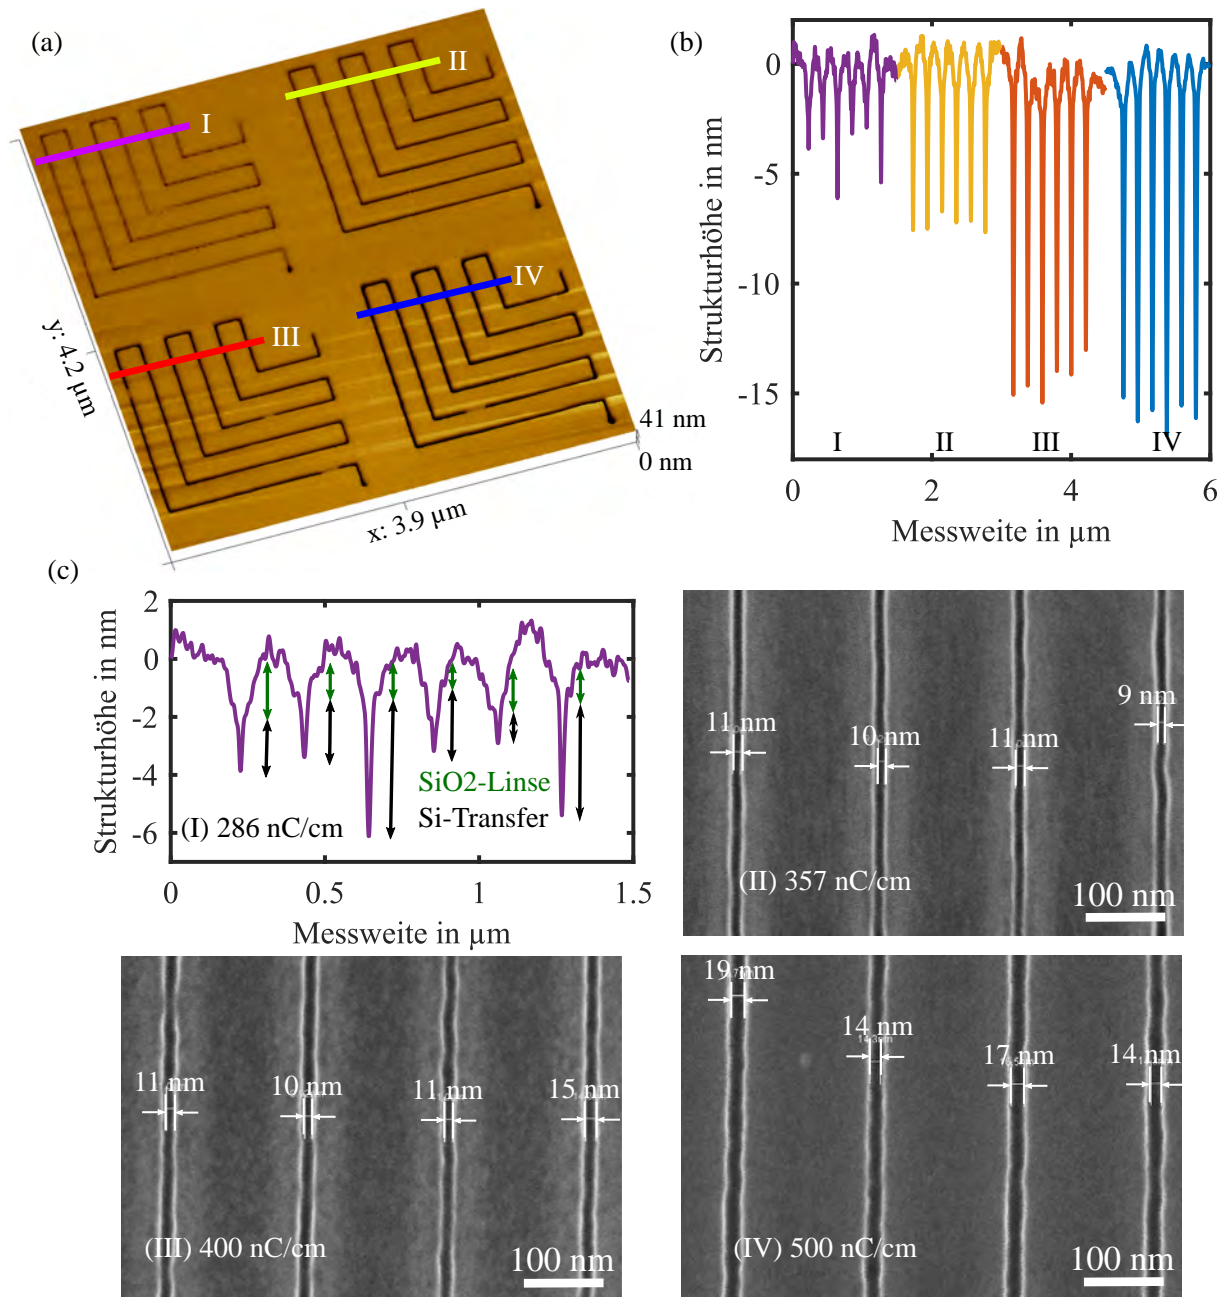 (a)
I
II
III
IV
y: 4.2 µm
x: 3.9 µm
41 nm
0 nm
(b)
Strukturhöhe in nm
0
-5
-10
-15
I II III IV
0 2 4 6
Messweite in µm
(c)
Strukturhöhe in nm
2
0
-2
-4
-6
SiO2-Linse
Si-Transfer
(I) 286 nC/cm
0 0.5 1 1.5
Messweite in µm
11 nm
10 nm
11 nm
9 nm
(II) 357 nC/cm
100 nm
11 nm
10 nm
11 nm
15 nm
(III) 400 nC/cm
100 nm
19 nm
14 nm
17 nm
14 nm
(IV) 500 nC/cm
100 nm